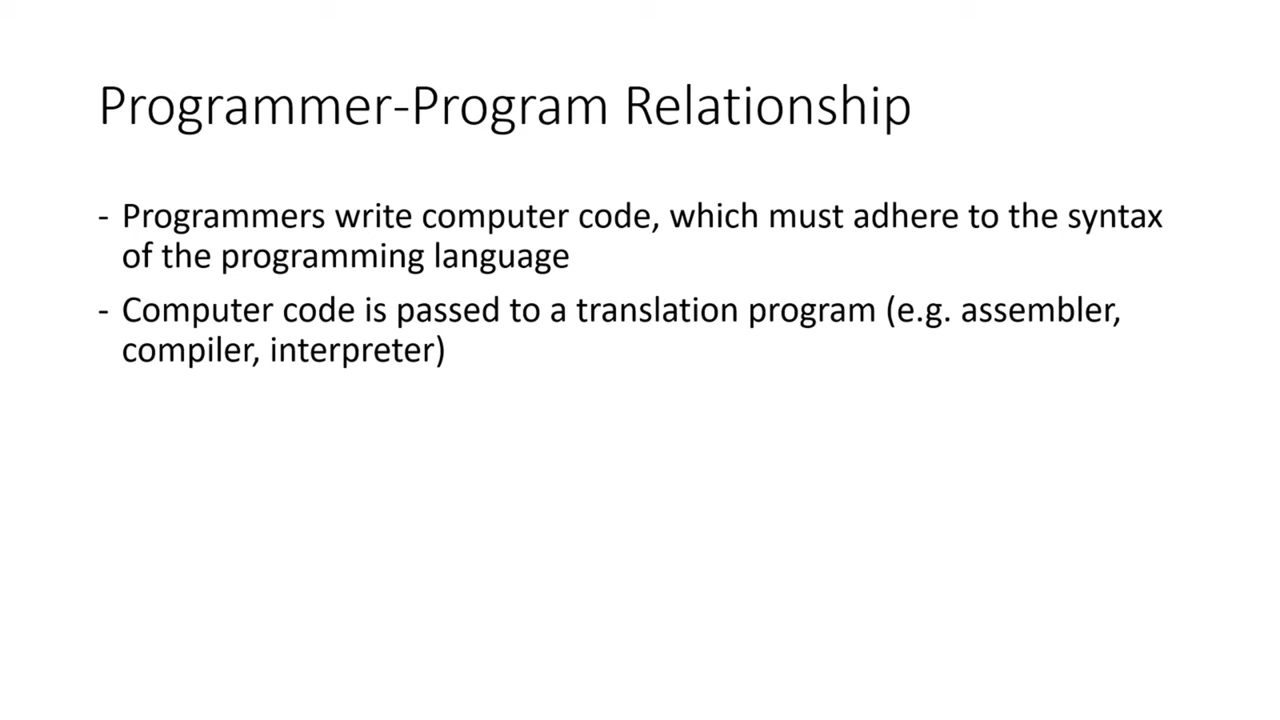 Programmer-Program Relationship
- Programmers write computer code, which must adhere to the syntax
of the programming language
- Computer code is passed to a translation program (e.g. assembler,
compiler, interpreter)